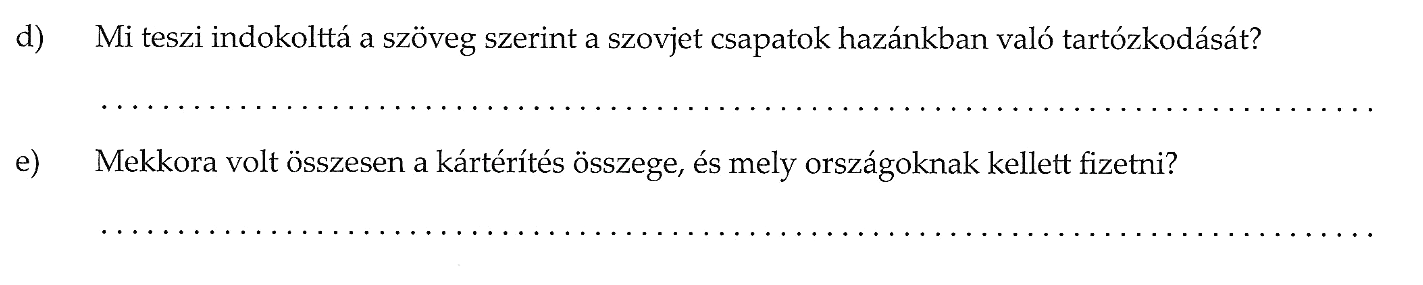 d) Mi teszi indokolttá a szöveg szerint a szovjet csapatok hazánkban való tartózkodását?
................................................................................
e) Mekkora volt összesen a kártérítés összege, és mely országoknak kellett fizetni?
................................................................................